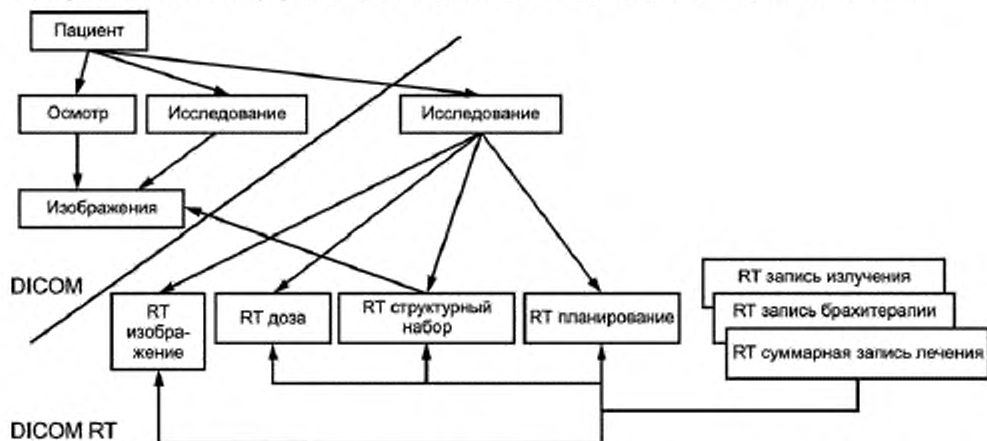 Пациент
Осмотр
Исследование
Исследование
Изображения
DICOM
RT
изобра-
жение
RT доза
RT структурный
набор
RT планирование
RT запись излучения
RT запись брахитерапии
RT суммарная запись лечения
DICOM RT